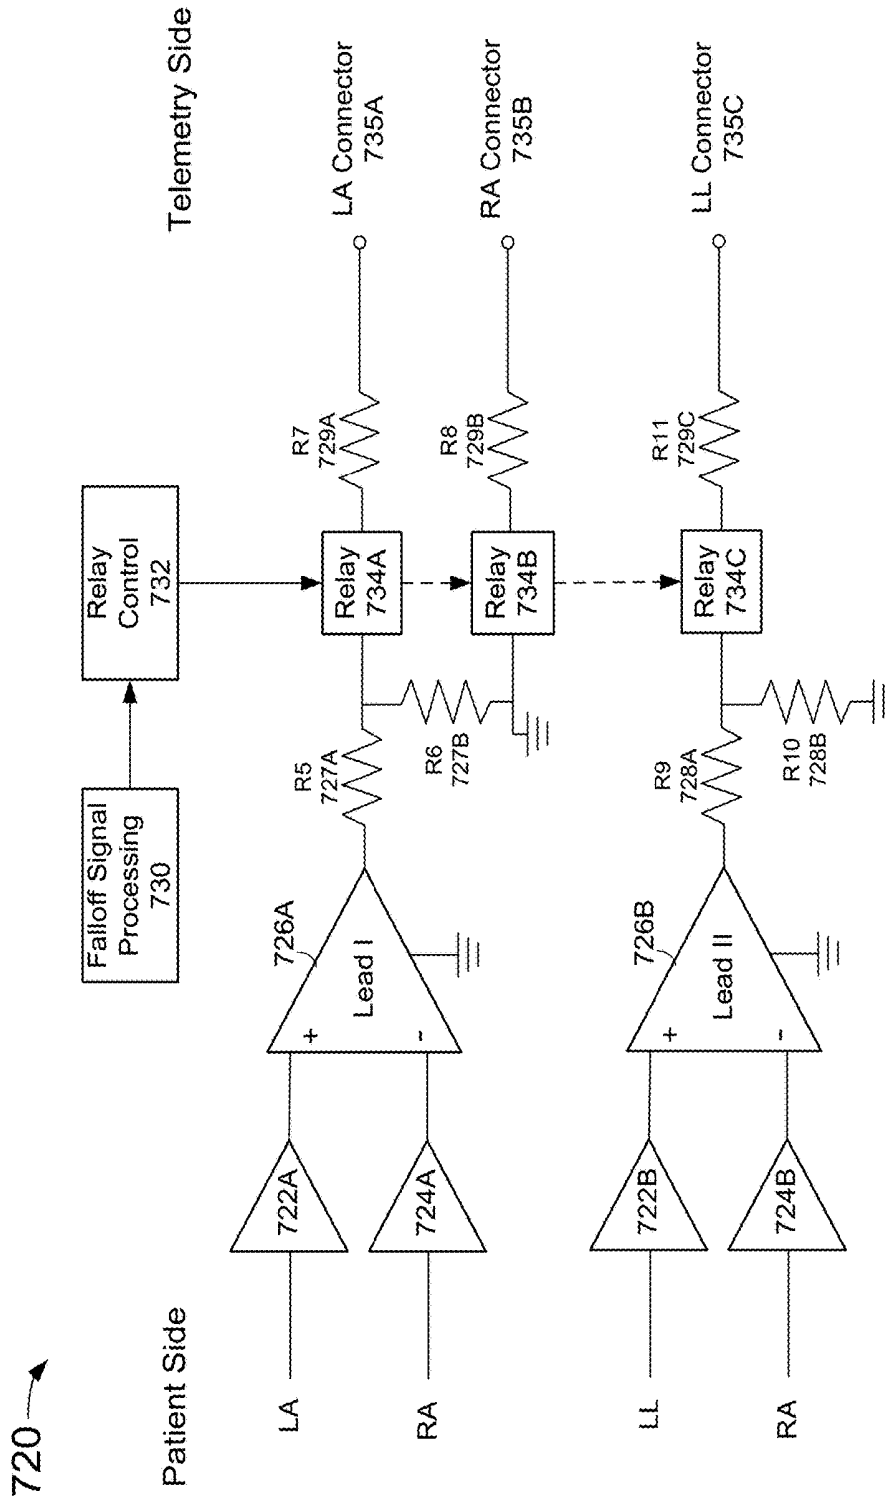 720
Patient Side
Telemetry Side
Falloff Signal
Processing
730
Relay
Control
732
LA
722A
RA
724A
+
-
Lead I
726A
R5
727A
R6
727B
Relay
734A
R7
729A
LA Connector
735A
Relay
734B
R8
729B
RA Connector
735B
LL
722B
RA
724B
+
-
Lead II
726B
R9
728A
R10
728B
Relay
734C
R11
729C
LL Connector
735C